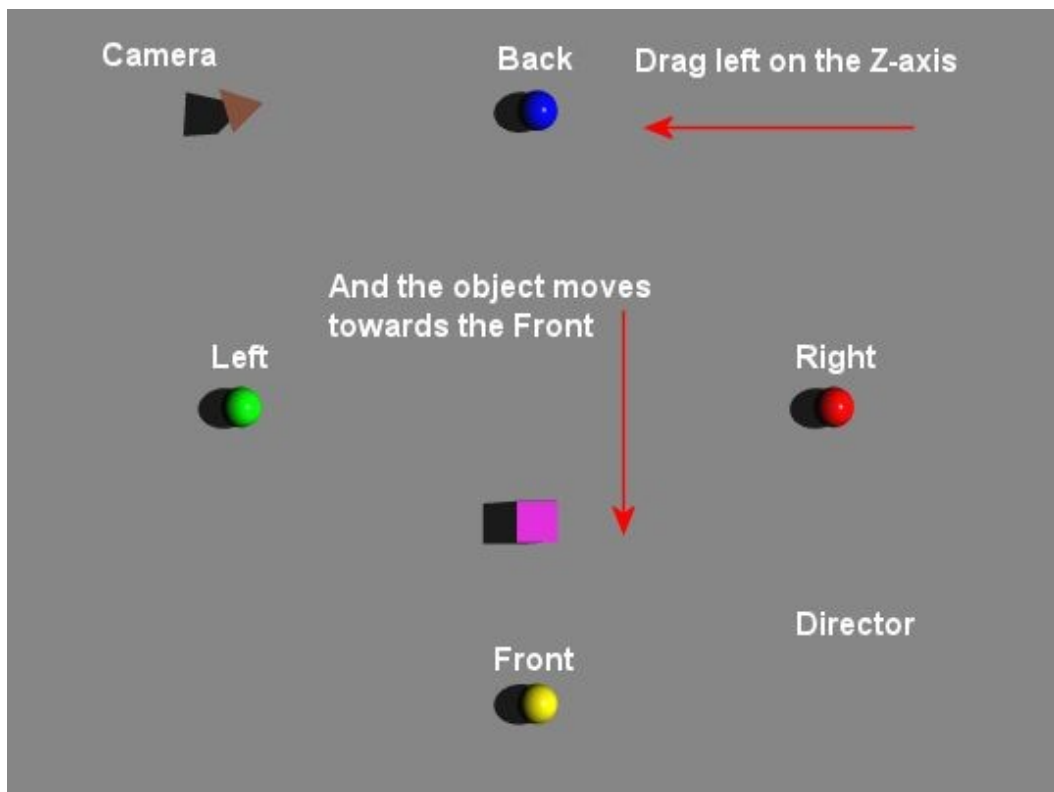 Camera
Back
Drag left on the Z-axis
And the object moves
towards the Front
Left
Right
Director
Front